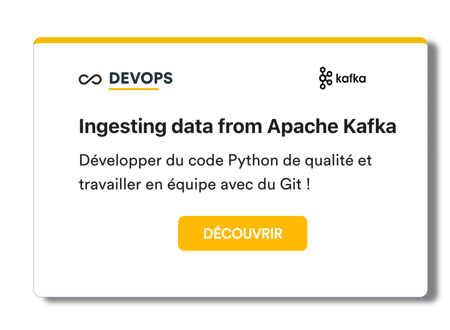 DEVOPS
kafka
Ingesting data from Apache Kafka
Développer du code Python de qualité et
travailler en équipe avec du Git !
DÉCOUVRIR